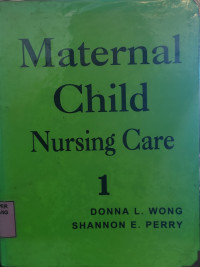 Maternal
Child
Nursing Care
1
DONNA L. WONG
SHANNON E. PERRY